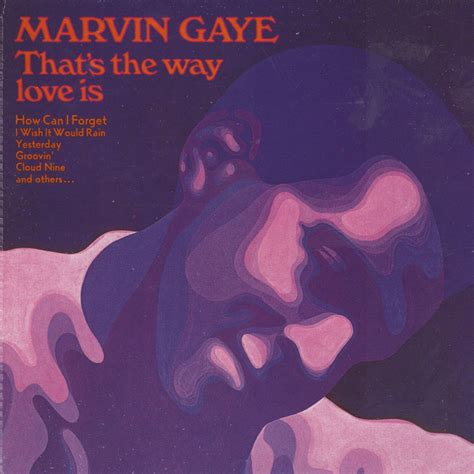 MARVIN GAYE
That's the way
love is
How Can I Forget
I Wish It Would Rain
Yesterday
Groovin'
Cloud Nine
and others...